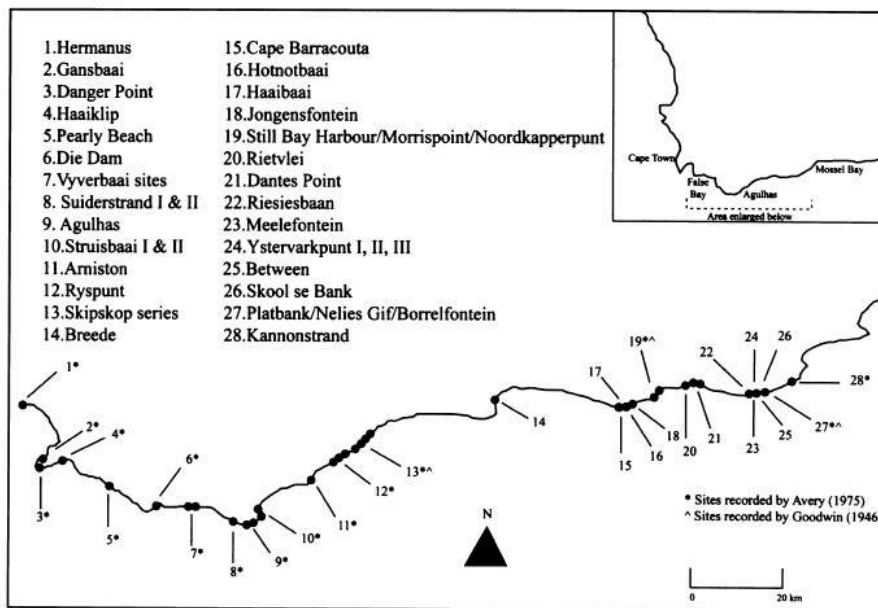 1.Hermanus
2.Gansbaai
3.Danger Point
4.Haaiklip
5.Pearly Beach
6.Die Dam
7.Vyverbaai sites
8. Suiderstrand I & II
9. Agulhas
10.Struisbaai I & II
11.Arniston
12.Ryspunt
13.Skipskop series
14.Breede
15.Cape Barracouta
16.Hotnotbaai
17.Haaibaai
18.Jongensfontein
19.Still Bay Harbour/Morrispoint/Noordkapperpunt
20.Rietvlei
21.Dantes Point
22.Riesiesbaan
23.Meelefontein
24.Ystervarkpunt I, II, III
25.Between
26.Skool se Bank
27.Platbank/Nelies Gif/Borrelfontein
28.Kannonstrand
Cape Town
False
Bay
Agulhas
Mossel Bay
Area enlarged below
1*
2*
3*
4*
5*
6*
7*
8*
9*
10*
11*
12*
13*^
14
15
16
17
18
19*^
20
21
22
23
24
25
26
27*^
28*
N
* Sites recorded by Avery (1975)
^ Sites recorded by Goodwin (1946
0 20 km